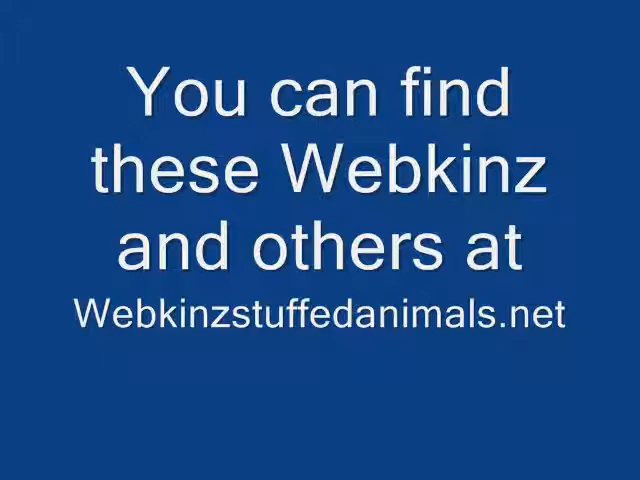 You can find
these Webkinz
and others at
Webkinzstuffedanimals.net